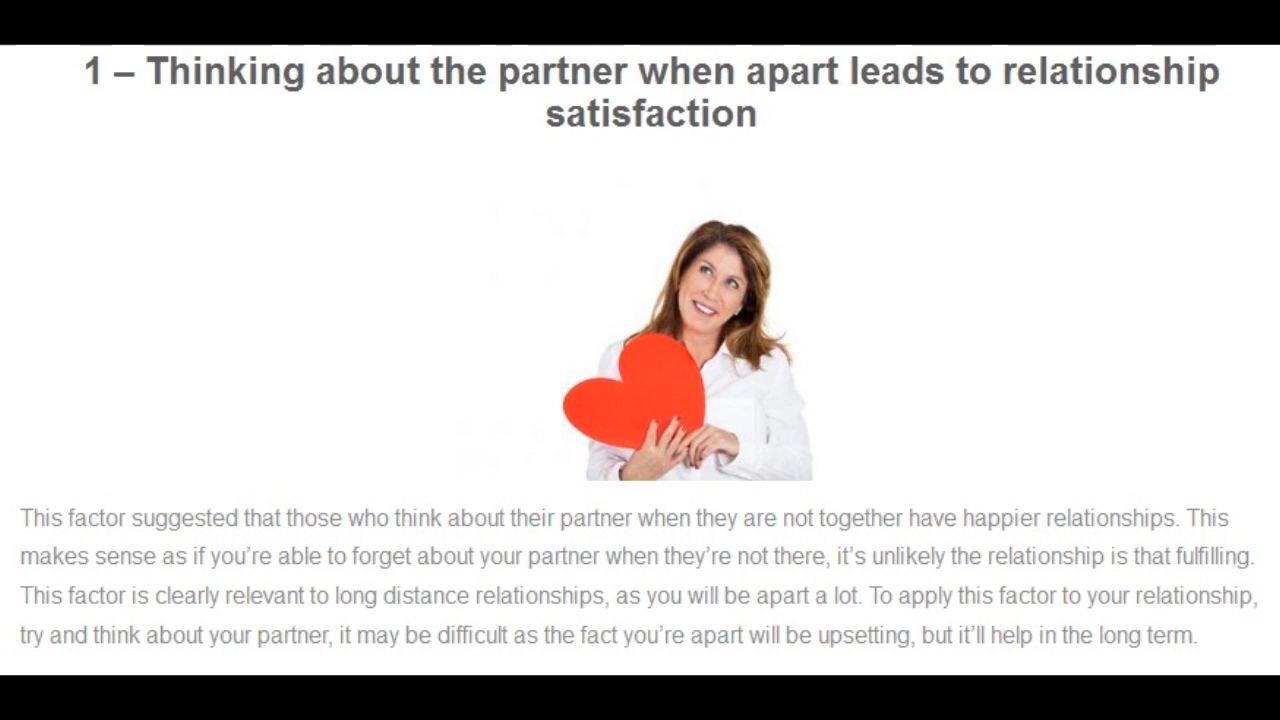 1 – Thinking about the partner when apart leads to relationship
satisfaction
This factor suggested that those who think about their partner when they are not together have happier relationships. This
makes sense as if you’re able to forget about your partner when they’re not there, it’s unlikely the relationship is that fulfilling.
This factor is clearly relevant to long distance relationships, as you will be apart a lot. To apply this factor to your relationship,
try and think about your partner, it may be difficult as the fact you’re apart will be upsetting, but it’ll help in the long term.